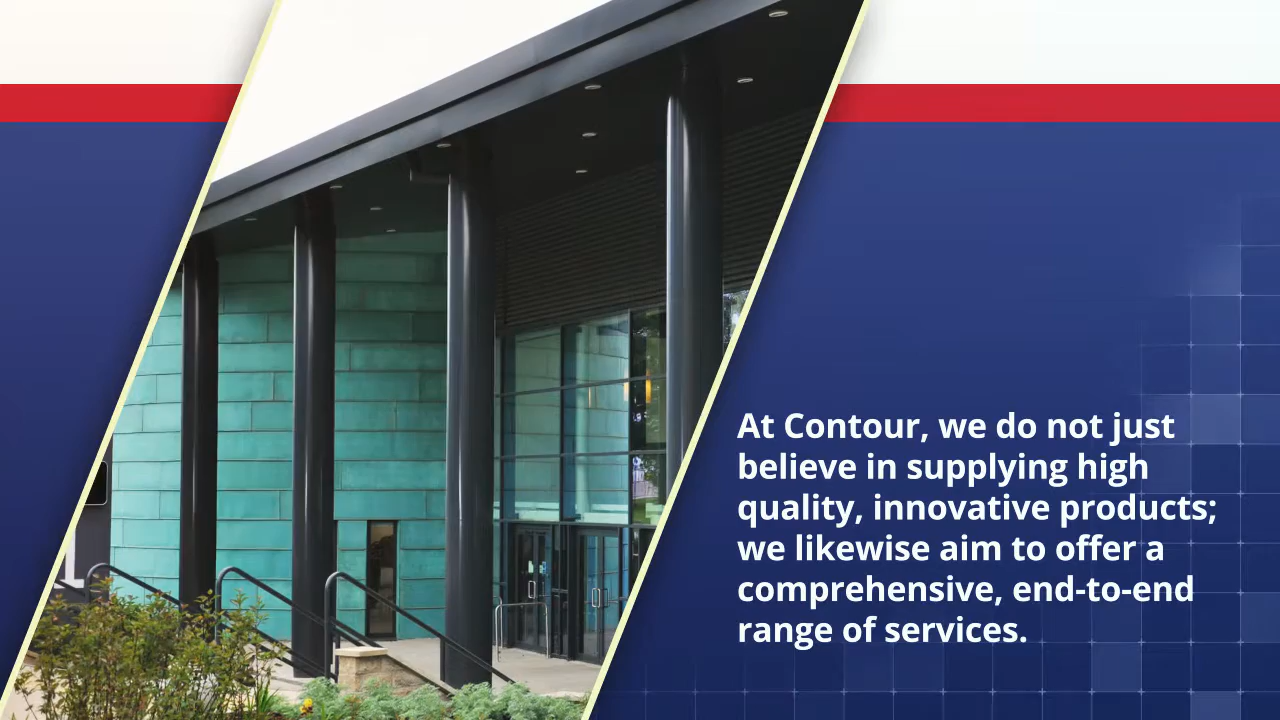 At Contour, we do not just
believe in supplying high
quality, innovative products;
we likewise aim to offer a
comprehensive, end-to-end
range of services.